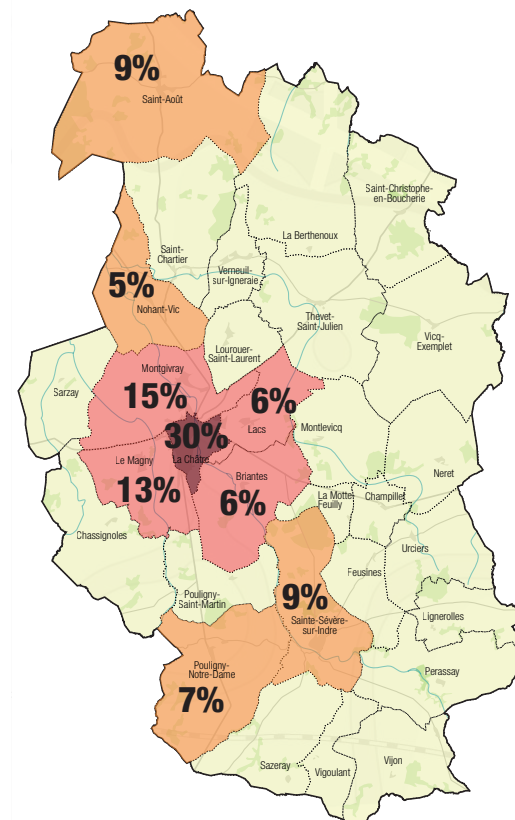 9%
Saint-Août
Saint-Christophe-
en-Boucherie
La Berthenoux
Saint-
Chartier
Verneuil-
sur-Igneraie
5%
Nohant-Vic
Thevet-
Saint-Julien
Vicq-
Exemplet
Lourouer-
Saint-Laurent
Montgivray
Sarzay
15%
6%
30%
Lacs
Montlevicq
La Châtre
Le Magny
13%
Briantes
6%
Neret
La Motte-
Feuilly
Champillet
Chassignoles
Urciers
Feusines
Pouligny-
Saint-Martin
9%
Sainte-Sévère-
sur-Indre
Lignerolles
Pouligny-
Notre-Dame
7%
Perassay
Sazeray
Vigoulant
Vijon